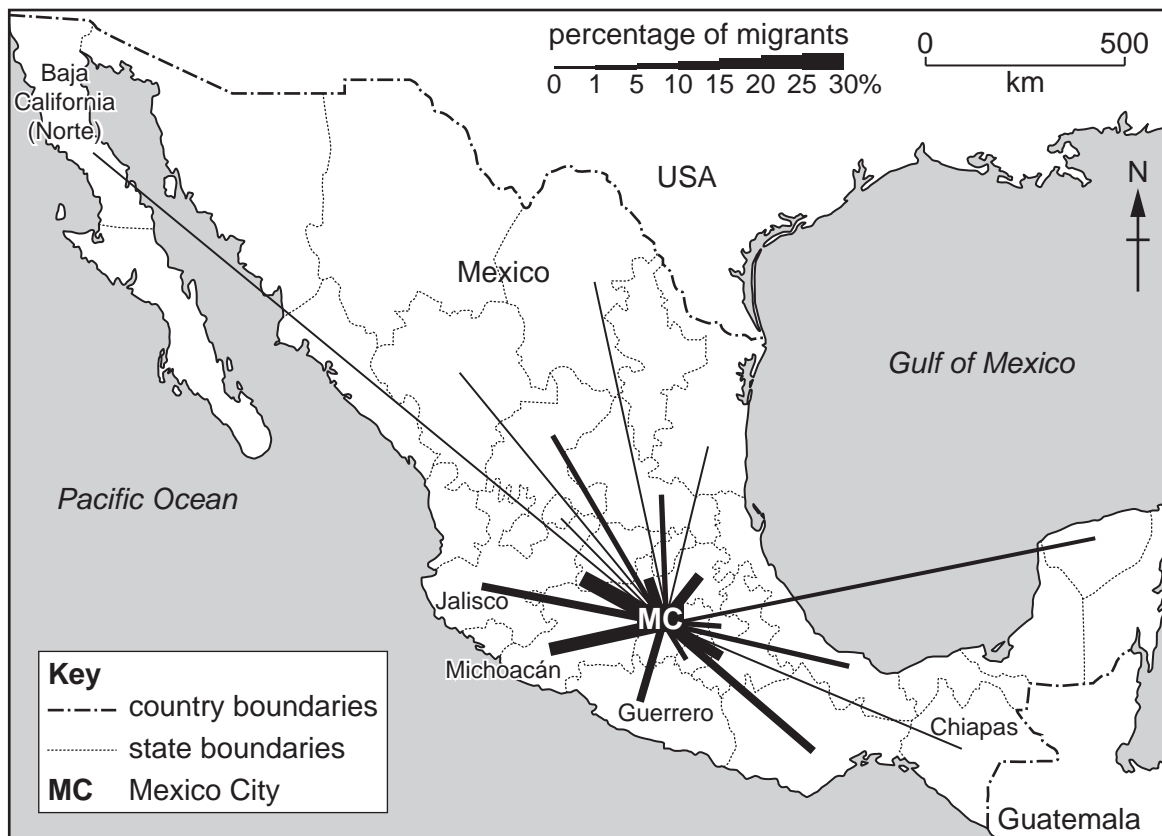 percentage of migrants
0 1 5 10 15 20 25 30%
0 500
km
Baja
California
(Norte)
USA
N
Mexico
Gulf of Mexico
Pacific Ocean
Jalisco
MC
Michoacán
Guerrero
Chiapas
Guatemala
Key
country boundaries
state boundaries
MC Mexico City